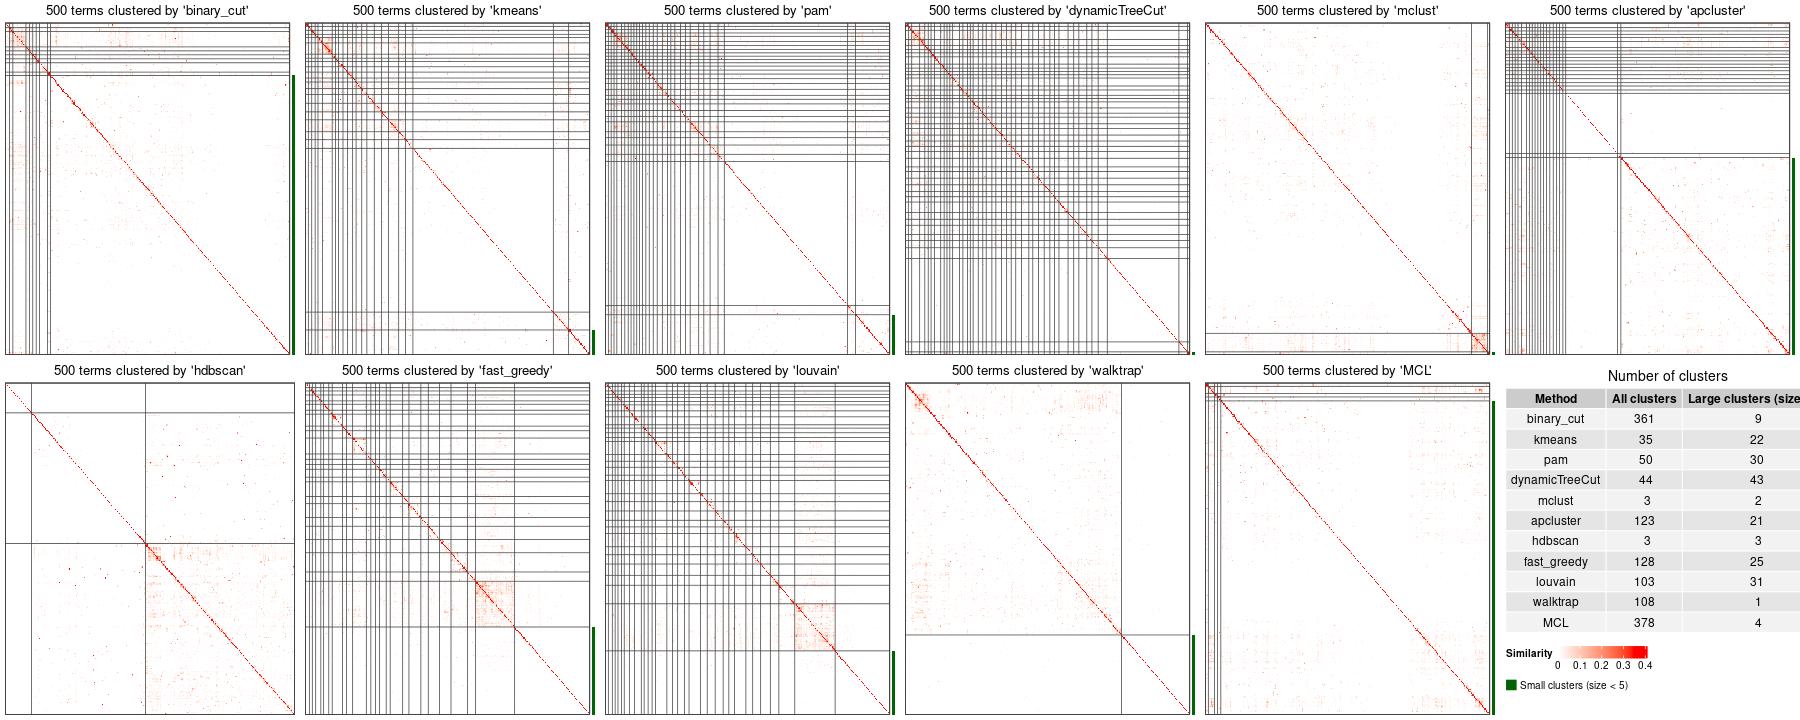 500 terms clustered by 'binary_cut'
500 terms clustered by 'kmeans'
500 terms clustered by 'pam'
500 terms clustered by 'dynamicTreeCut'
500 terms clustered by 'mclust'
500 terms clustered by 'apcluster'
500 terms clustered by 'hdbscan'
500 terms clustered by 'fast_greedy'
500 terms clustered by 'louvain'
500 terms clustered by 'walktrap'
500 terms clustered by 'MCL'
Number of clusters
Method All clusters Large clusters (size
binary_cut 361 9
kmeans 35 22
pam 50 30
dynamicTreeCut 44 43
mclust 3 2
apcluster 123 21
hdbscan 3 3
fast_greedy 128 25
louvain 103 31
walktrap 108 1
MCL 378 4
Similarity
0 0.1 0.2 0.3 0.4
Small clusters (size < 5)